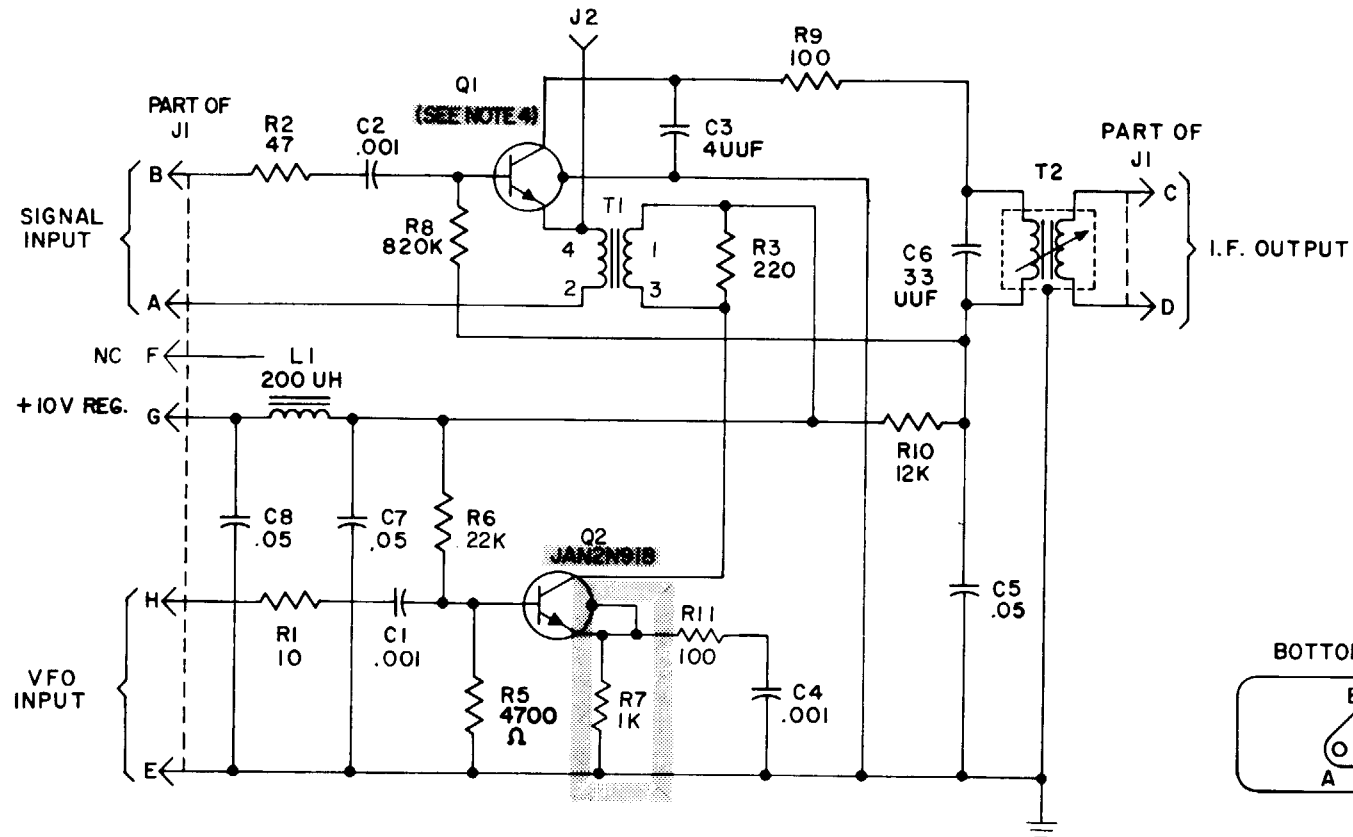 J2
R9
100
Q1
(SEE NOTE 4)
PART OF
J1
R2
47
C2
.001
C3
4UUF
PART OF
J1
T2
B
C
SIGNAL
INPUT
R8
820K
T1
4
1
2
3
R3
220
C6
33
UUF
I.F. OUTPUT
A
D
NC F
L1
200 UH
+10V REG.
G
R10
12K
C8
.05
C7
.05
R6
22K
Q2
JAN2N918
H
R1
10
C1
.001
R11
100
C5
.05
VFO
INPUT
R5
4700
Ω
R7
1K
C4
.001
E
BOTTO
A